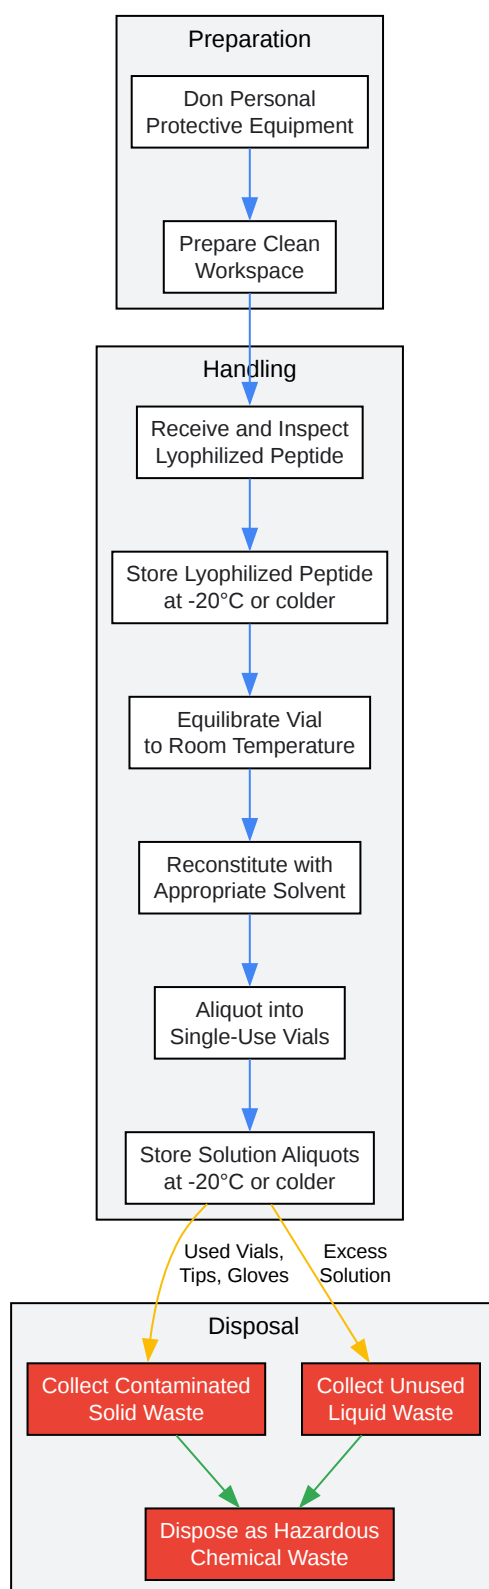 Preparation
Don Personal
Protective Equipment
Prepare Clean
Workspace
Handling
Receive and Inspect
Lyophilized Peptide
Store Lyophilized Peptide
at -20°C or colder
Equilibrate Vial
to Room Temperature
Reconstitute with
Appropriate Solvent
Aliquot into
Single-Use Vials
Store Solution Aliquots
at -20°C or colder
Used Vials,
Tips, Gloves
Excess
Solution
Disposal
Collect Contaminated
Solid Waste
Collect Unused
Liquid Waste
Dispose as Hazardous
Chemical Waste